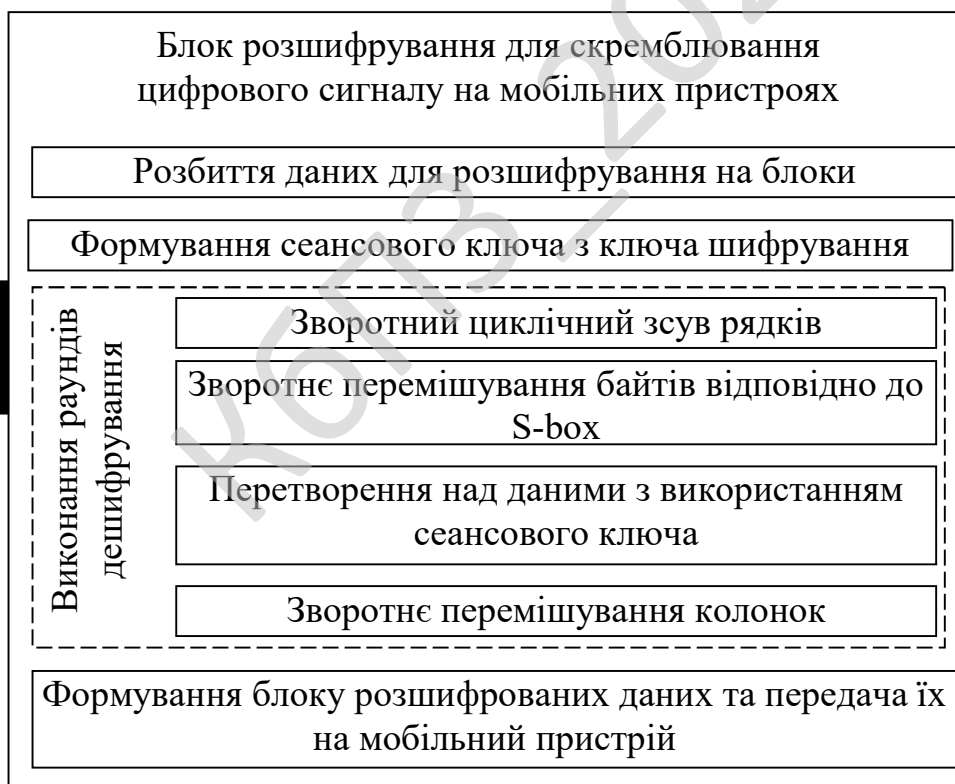 Блок розшифрування для скремблювання
цифрового сигналу на мобільних пристроях
Розбиття даних для розшифрування на блоки
Формування сеансового ключа з ключа шифрування
Виконання раундів
дешифрування
Зворотний циклічний зсув рядків
Зворотнє перемішування байтів відповідно до
S-box
Перетворення над даними з використанням
сеансового ключа
Зворотнє перемішування колонок
Формування блоку розшифрованих даних та передача їх
на мобільний пристрій